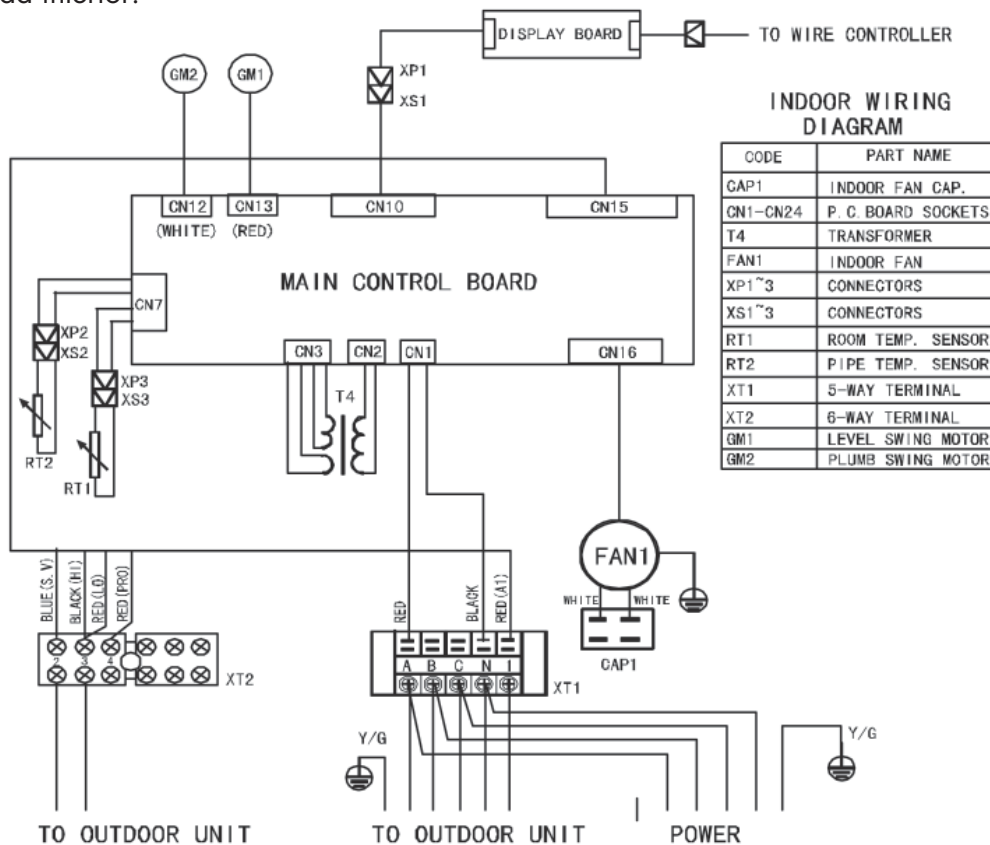 DISPLAY BOARD
TO WIRE CONTROLLER
GM2
GM1
XP1
XS1
INDOOR WIRING
DIAGRAM
CODE PART NAME
CAP1 INDOOR FAN CAP.
CN1-CN24 P.C.BOARD SOCKETS
T4 TRANSFORMER
FAN1 INDOOR FAN
XP1~3 CONNECTORS
XS1~3 CONNECTORS
RT1 ROOM TEMP. SENSOR
RT2 PIPE TEMP. SENSOR
XT1 5-WAY TERMINAL
XT2 6-WAY TERMINAL
GM1 LEVEL SWING MOTOR
GM2 PLUMB SWING MOTOR
CN12 CN13 CN10 CN15
(WHITE) (RED)
MAIN CONTROL BOARD
CN7
XP2
XS2
CN3 CN2 CN1 CN16
XP3
XS3
T4
RT2
RT1
FAN1
BLUE(S.V)
BLACK(HI)
RED(LO)
RED(PRO)
RED
BLACK
RED(A1)
WHITE WHITE
CAP1
2 3 4
XT2
A B C N 1
XT1
Y/G
Y/G
TO OUTDOOR UNIT TO OUTDOOR UNIT POWER